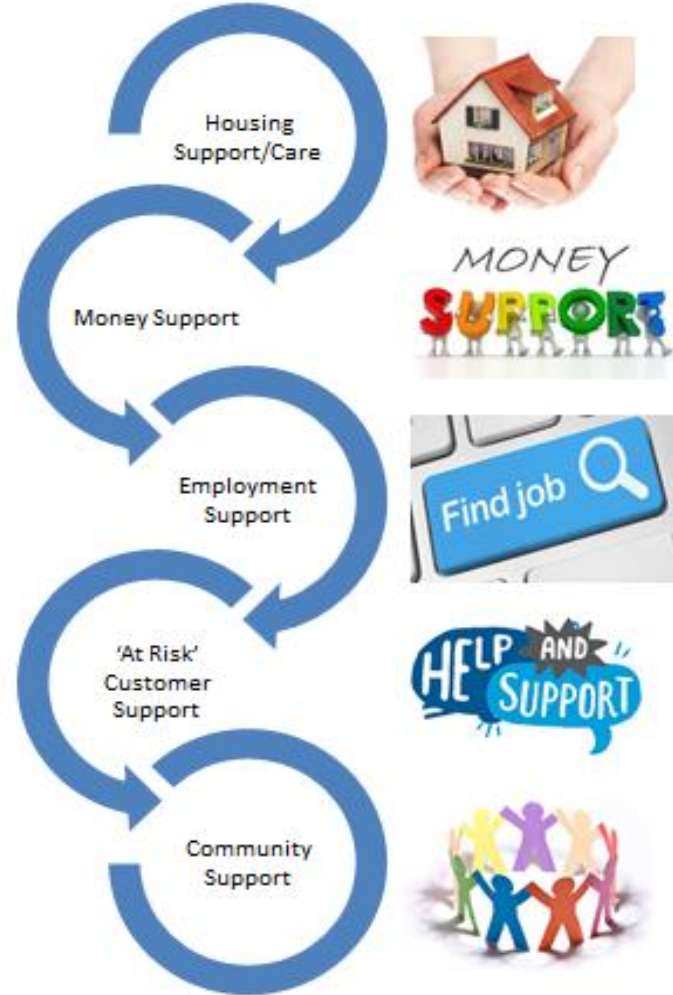 Housing
Support/Care
MONEY
SUPPORT
Money Support
Employment
Support
Find job
'At Risk'
Customer
Support
HELP AND
SUPPORT
Community
Support